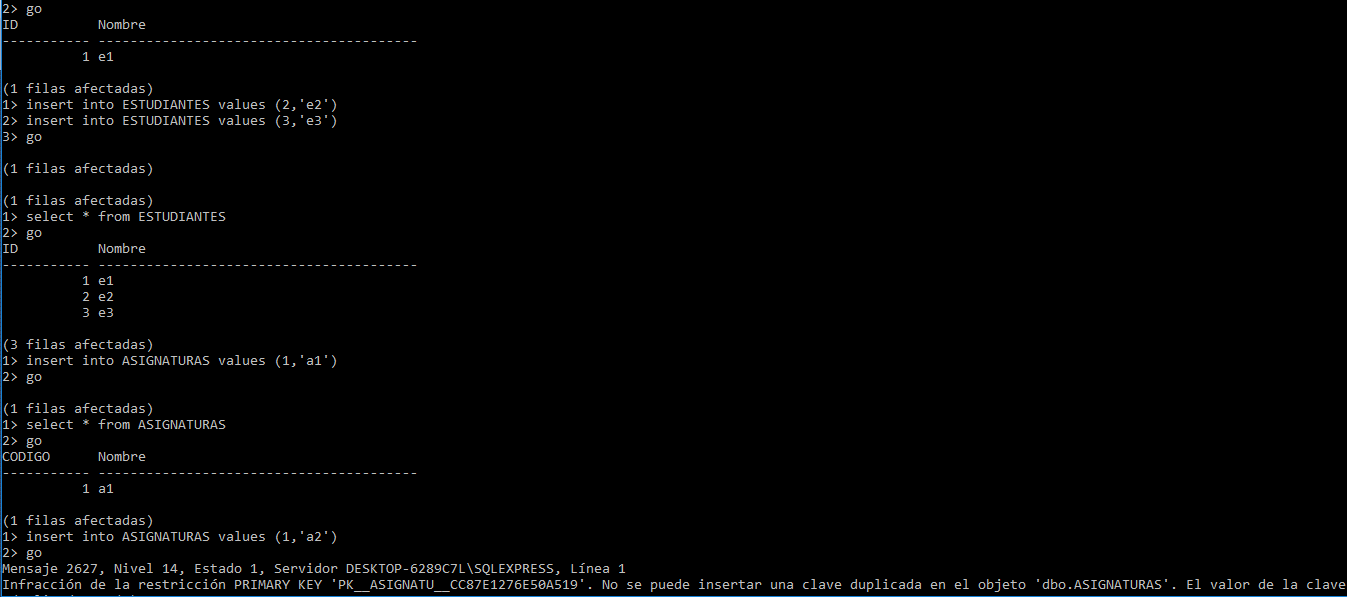 2> go
ID          Nombre
----------- ----------------------------------------
          1 e1

(1 filas afectadas)
1> insert into ESTUDIANTES values (2,'e2')
2> insert into ESTUDIANTES values (3,'e3')
3> go

(1 filas afectadas)

(1 filas afectadas)
1> select * from ESTUDIANTES
2> go
ID          Nombre
----------- ----------------------------------------
          1 e1
          2 e2
          3 e3

(3 filas afectadas)
1> insert into ASIGNATURAS values (1,'a1')
2> go

(1 filas afectadas)
1> select * from ASIGNATURAS
2> go
CODIGO      Nombre
----------- ----------------------------------------
          1 a1

(1 filas afectadas)
1> insert into ASIGNATURAS values (1,'a2')
2> go
Mensaje 2627, Nivel 14, Estado 1, Servidor DESKTOP-6289C7L\SQLEXPRESS, Línea 1
Infracción de la restricción PRIMARY KEY 'PK__ASIGNATU__CC87E1276E50A519'. No se puede insertar una clave duplicada en el objeto 'dbo.ASIGNATURAS'. El valor de la clave